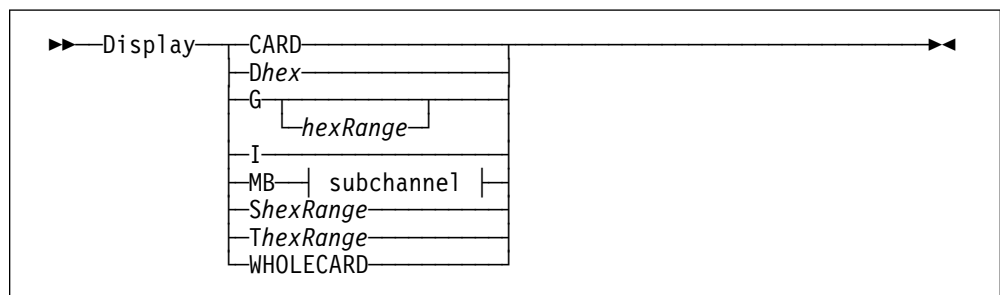 Display CARD
Dhex
G
hexRange
I
MB subchannel
ShexRange
ThexRange
WHOLECARD